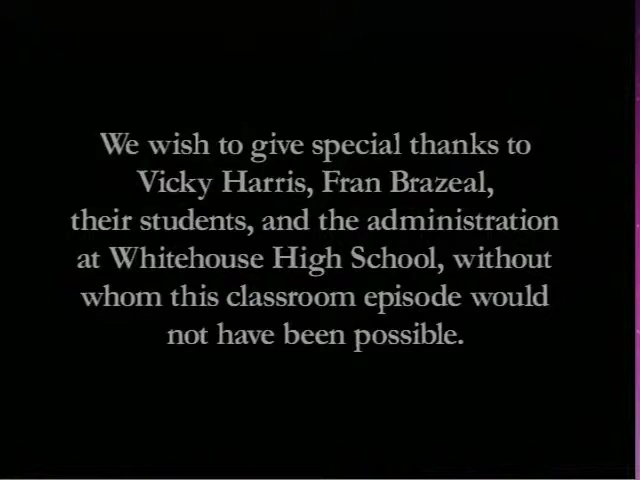 We wish to give special thanks to
Vicky Harris, Fran Brazeal,
their students, and the administration
at Whitehouse High School, without
whom this classroom episode would
not have been possible.